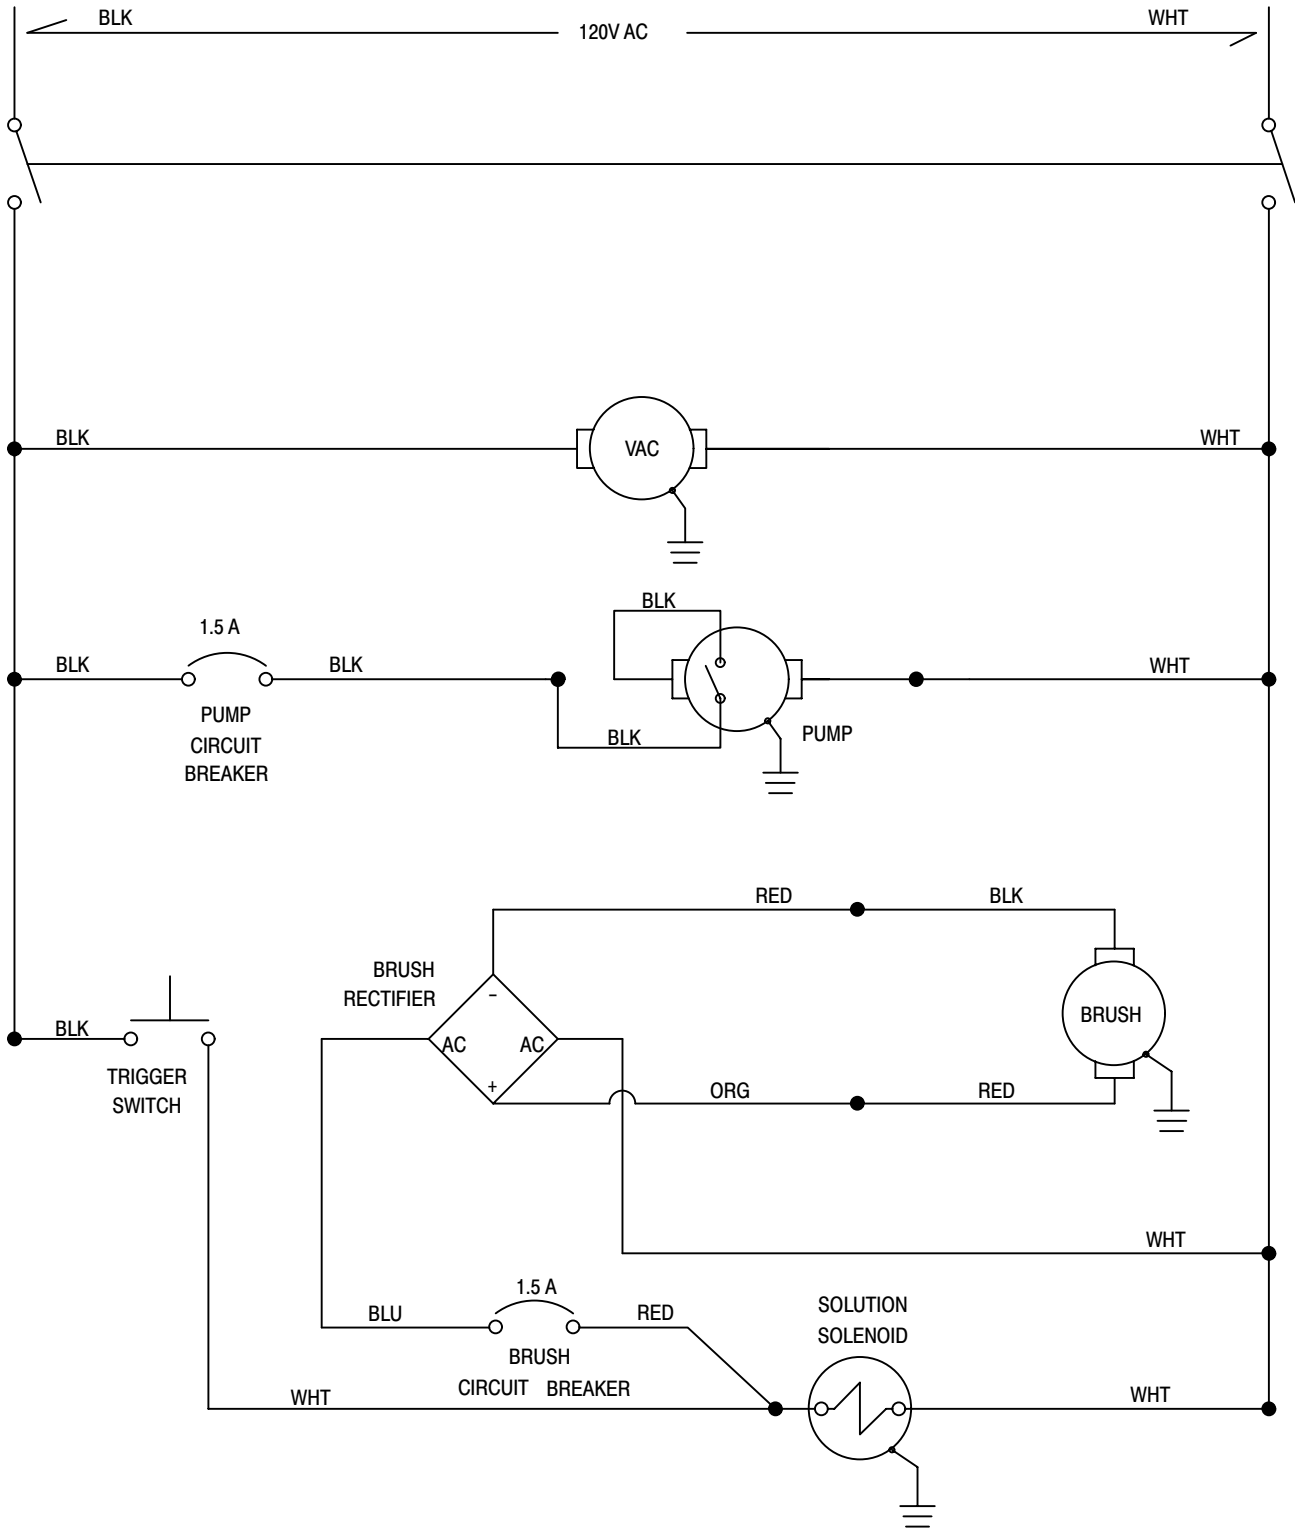 BLK
120V AC
WHT
BLK
VAC
WHT
BLK
1.5 A
BLK
BLK
WHT
PUMP
CIRCUIT
BREAKER
BLK
PUMP
RED
BLK
BRUSH
RECTIFIER
−
BLK
AC
AC
BRUSH
TRIGGER
SWITCH
+
ORG
RED
WHT
1.5 A
BLU
RED
SOLUTION
SOLENOID
BRUSH
CIRCUIT BREAKER
WHT
WHT